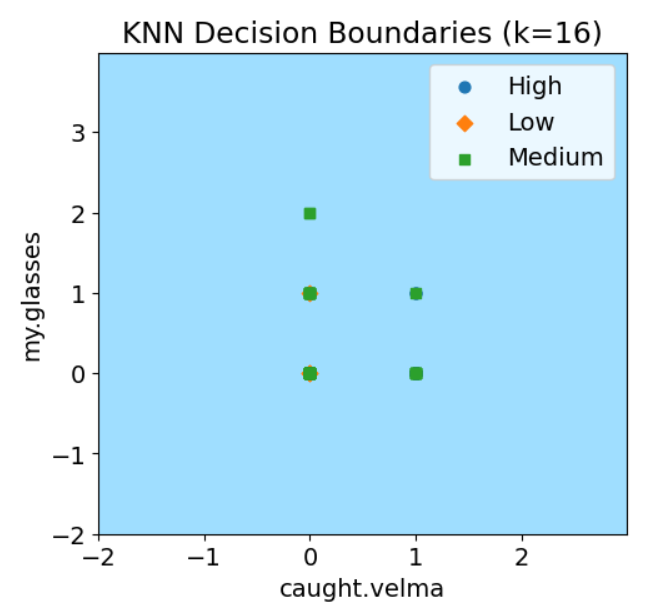 KNN Decision Boundaries (k=16)
High
Low
Medium
3
2
1
0
−1
−2
my.glasses
−2 −1 0 1 2
caught.velma